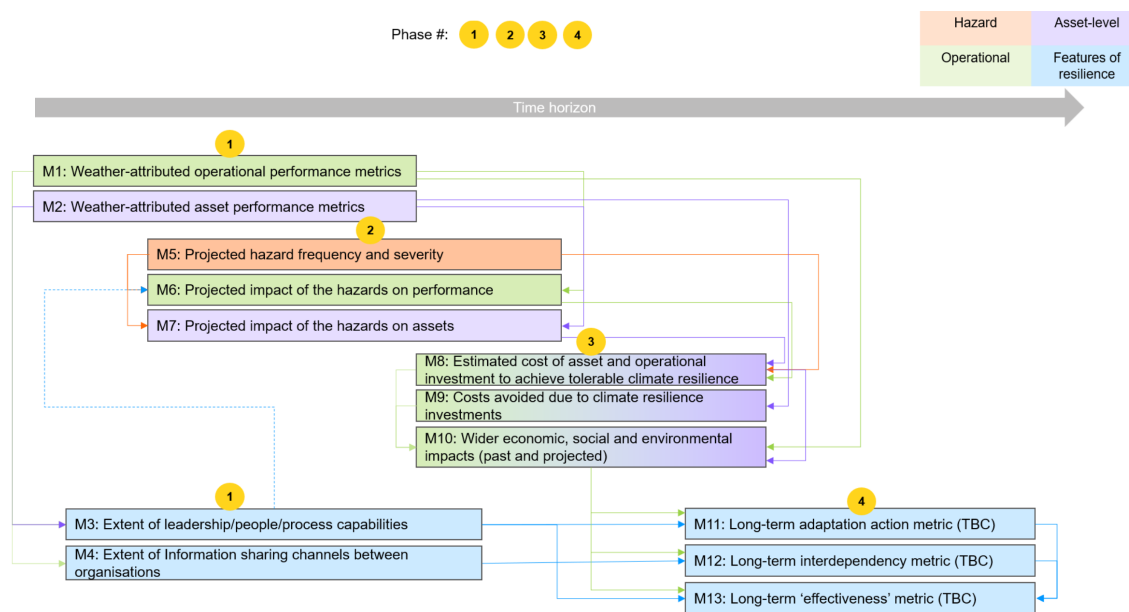 Phase #: 1 2 3 4
Hazard Asset-level
Operational Features of
resilience
Time horizon
1
M1: Weather-attributed operational performance metrics
M2: Weather-attributed asset performance metrics
2
M5: Projected hazard frequency and severity
M6: Projected impact of the hazards on performance
M7: Projected impact of the hazards on assets
3
M8: Estimated cost of asset and operational
investment to achieve tolerable climate resilience
M9: Costs avoided due to climate resilience
investments
M10: Wider economic, social and environmental
impacts (past and projected)
1
M3: Extent of leadership/people/process capabilities
M4: Extent of Information sharing channels between
organisations
4
M11: Long-term adaptation action metric (TBC)
M12: Long-term interdependency metric (TBC)
M13: Long-term ‘effectiveness’ metric (TBC)